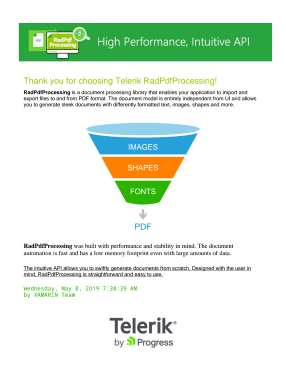 PDF
RadPdf
Processing
High Performance, Intuitive API
Thank you for choosing Telerik RadPdfProcessing!
RadPdfProcessing is a document processing library that enables your application to import and
export files to and from PDF format. The document model is entirely independent from UI and allows
you to generate sleek documents with differently formatted text, images, shapes and more.
IMAGES
SHAPES
FONTS
PDF
RadPdfProcessing was built with performance and stability in mind. The document
automation is fast and has a low memory footprint even with large amounts of data.
The intuitive API allows you to swiftly generate documents from scratch. Designed with the user in
mind, RadPdfProcessing is straightforward and easy to use.
Wednesday, May 8, 2019 7:38:39 AM
by XAMARIN Team
Telerik
by Progress